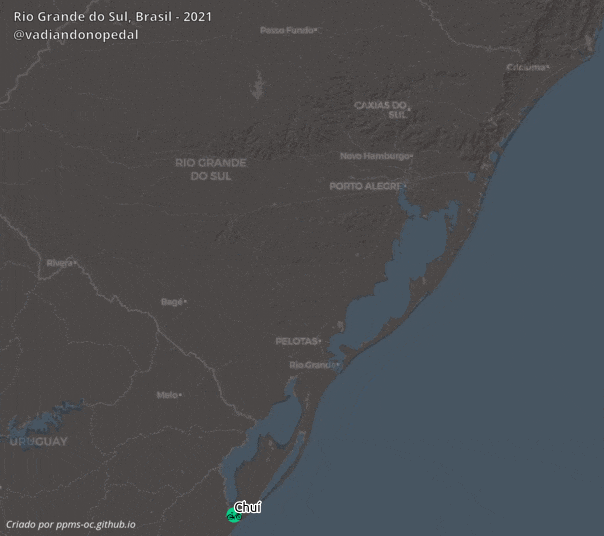 Rio Grande do Sul, Brasil - 2021
@vadiandonopedal
Passo Fundo
Criciúma
CAXIAS DO
SUL
RIO GRANDE
DO SUL
Novo Hamburgo
PORTO ALEGRE
Rivera
Bagé
PELOTAS
Rio Grande
Melo
URUGUAY
Chuí
Criado por ppms-oc.github.io